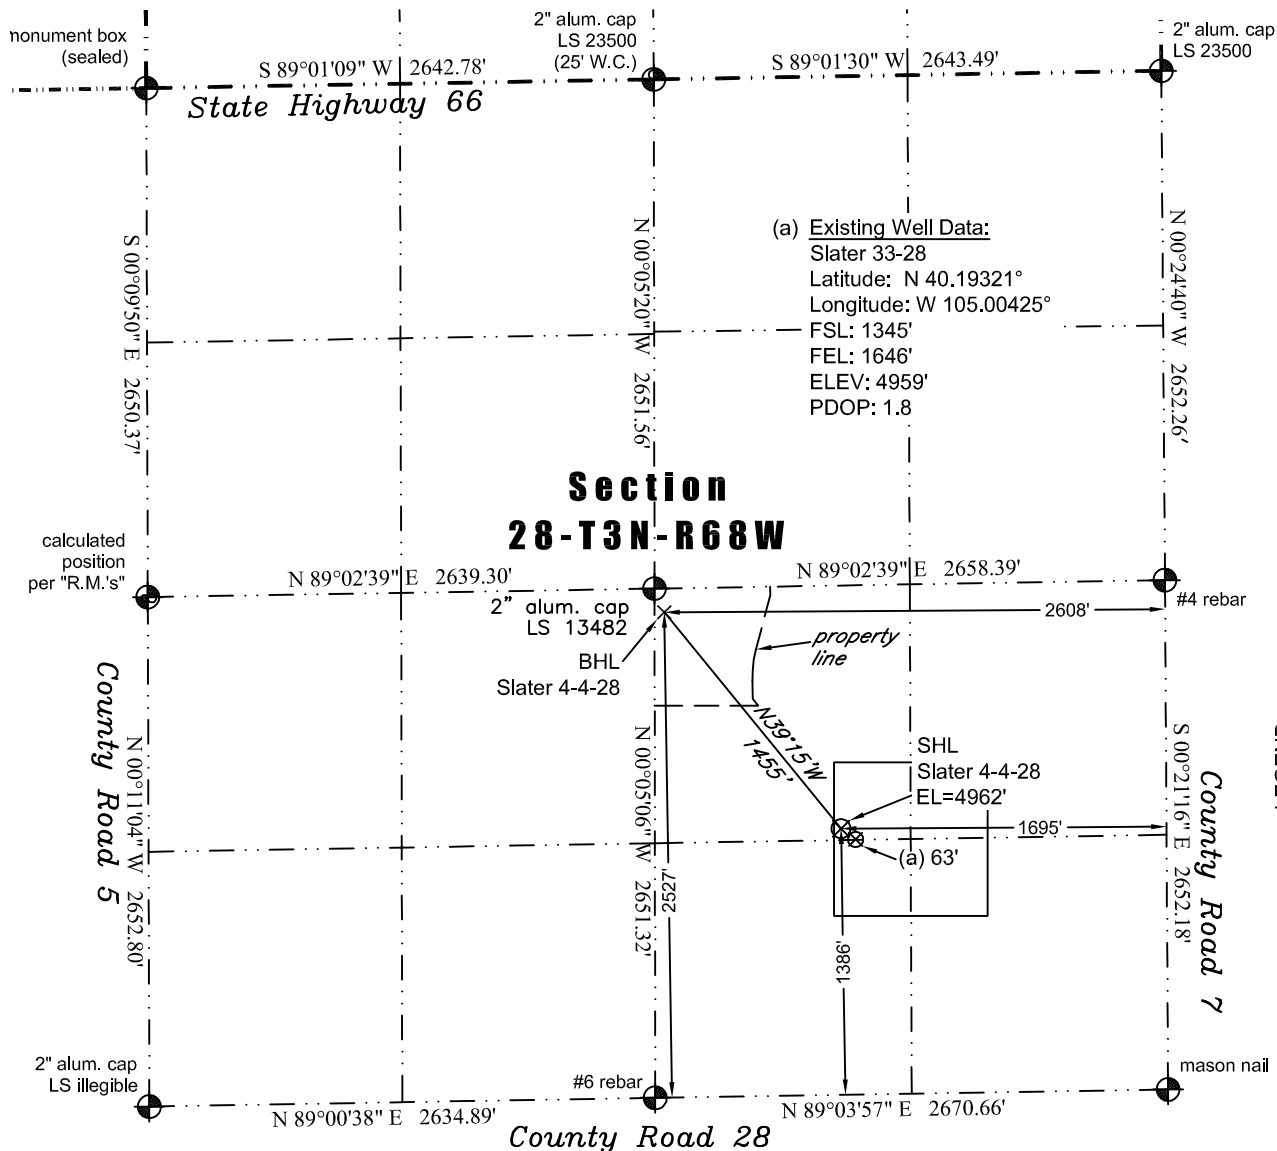 monument box
(sealed)
2" alum. cap
LS 23500
(25' W.C.)
2" alum. cap
LS 23500
S 89°01'09" W 2642.78'
S 89°01'30" W 2643.49'
State Highway 66
S 00°09'50" E 2650.37'
N 00°05'20" W 2651.56'
N 00°24'40" W 2652.26'
(a) Existing Well Data:
Slater 33-28
Latitude: N 40.19321°
Longitude: W 105.00425°
FSL: 1345'
FEL: 1646'
ELEV: 4959'
PDOP: 1.8
Section
28-T3N-R68W
calculated
position
per "R.M.'s"
N 89°02'39" E 2639.30'
N 89°02'39" E 2658.39'
2" alum. cap
LS 13482
2608'
#4 rebar
property
line
BHL
Slater 4-4-28
N39°15'W
1455'
SHL
Slater 4-4-28
EL=4962'
1695'
(a) 63'
County Road 5
N 00°11'04" W 2652.80'
N 00°05'06" W 2651.32'
2527'
1386'
S 00°21'16" E 2652.18'
County Road 7
2" alum. cap
LS illegible
#6 rebar
mason nail
N 89°00'38" E 2634.89'
N 89°03'57" E 2670.66'
County Road 28